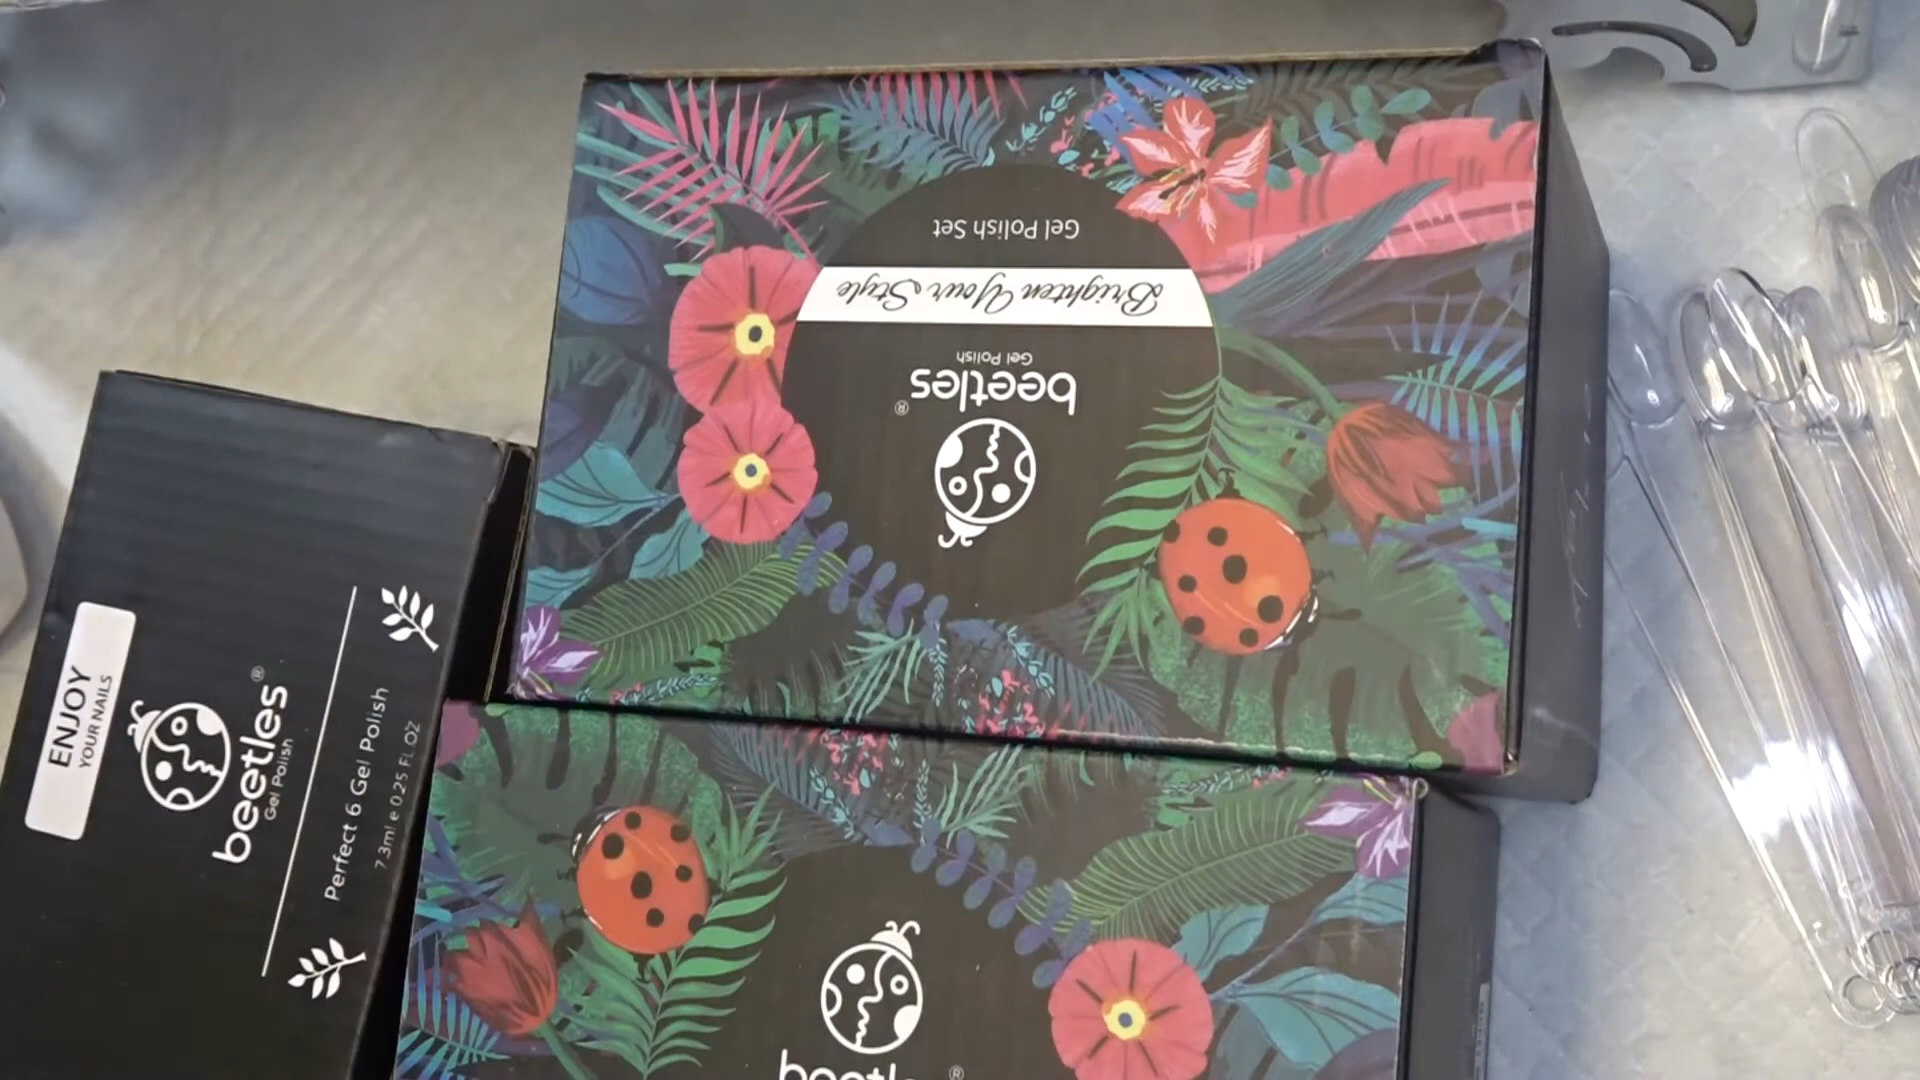 Gel Polish Set
Brighten Your Style
beetles®
Gel Polish
ENJOY
YOUR NAILS
beetles®
Gel Polish
Perfect 6 Gel Polish
7.3ml e 0.25 FL.OZ
®